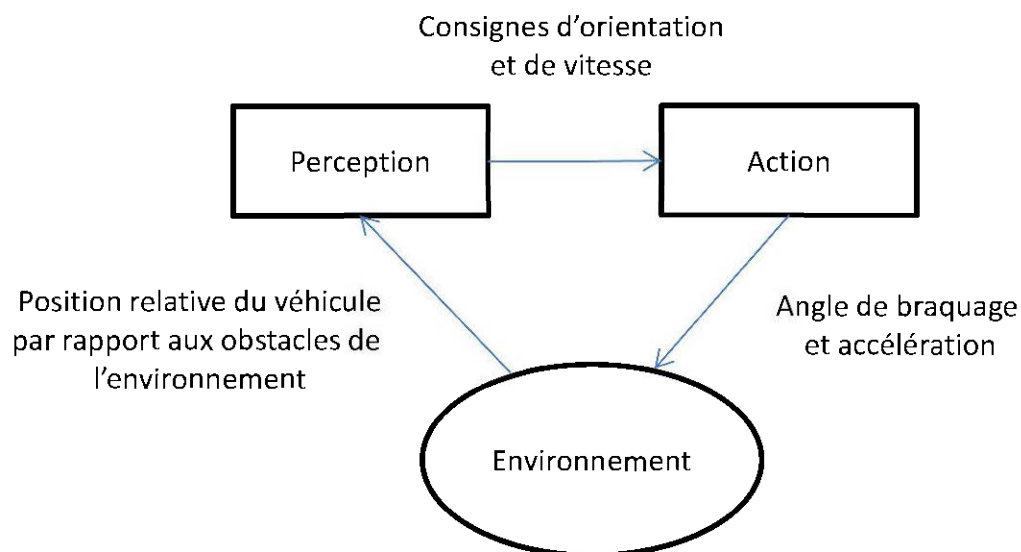 Consignes d’orientation
et de vitesse
Perception
Action
Position relative du véhicule
par rapport aux obstacles de
l’environnement
Angle de braquage
et accélération
Environnement